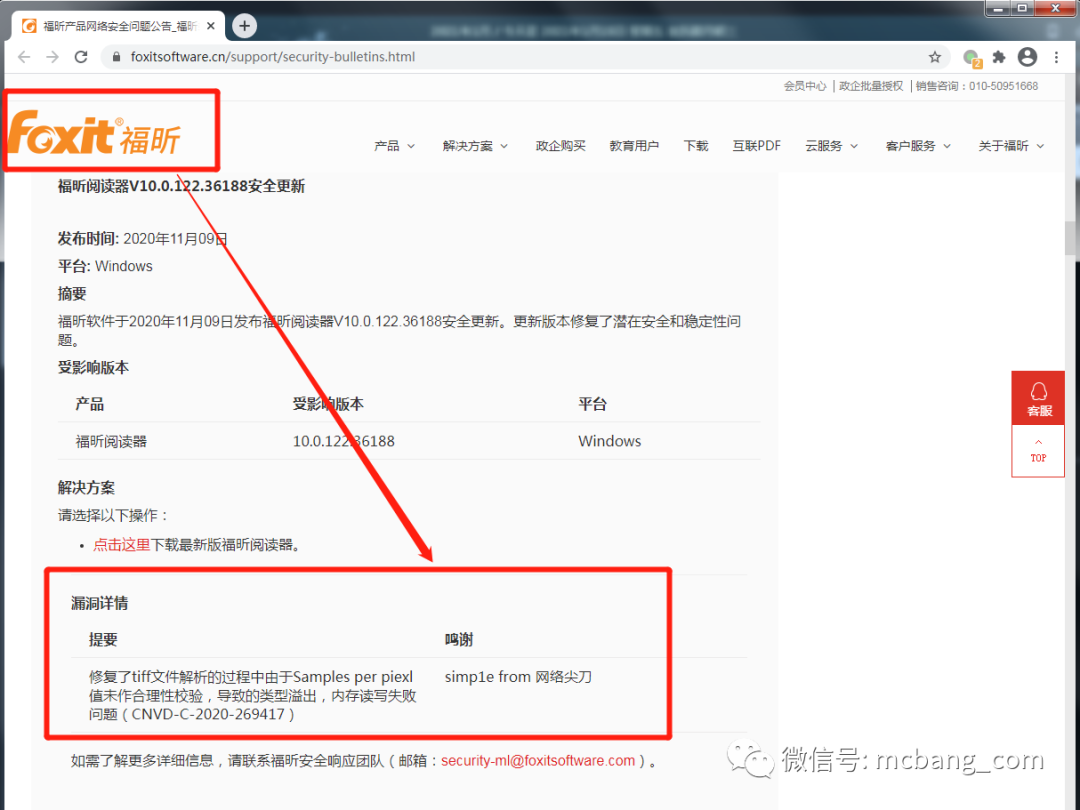 福昕产品网络安全问题公告_福昕
foxitsoftware.cn/support/security-bulletins.html
2
会员中心 | 政企批量授权 | 销售咨询：010-50951668
foxit® 福昕
产品 解决方案 政企购买 教育用户 下载 互联PDF 云服务 客户服务 关于福昕
福昕阅读器V10.0.122.36188安全更新
发布时间: 2020年11月09日
平台: Windows
摘要
福昕软件于2020年11月09日发布福昕阅读器V10.0.122.36188安全更新。更新版本修复了潜在安全和稳定性问
题。
受影响版本
产品 受影响版本 平台
福昕阅读器 10.0.122.36188 Windows
解决方案
请选择以下操作：
• 点击这里下载最新版福昕阅读器。
客服
TOP
漏洞详情
提要 鸣谢
修复了tiff文件解析的过程中由于Samples per piexl simp1e from 网络尖刀
值未作合理性校验，导致的类型溢出，内存读写失败
问题（CNVD-C-2020-269417）
如需了解更多详细信息，请联系福昕安全响应团队（邮箱：security-ml@foxitsoftware.com）。
微信号: mcbang_com